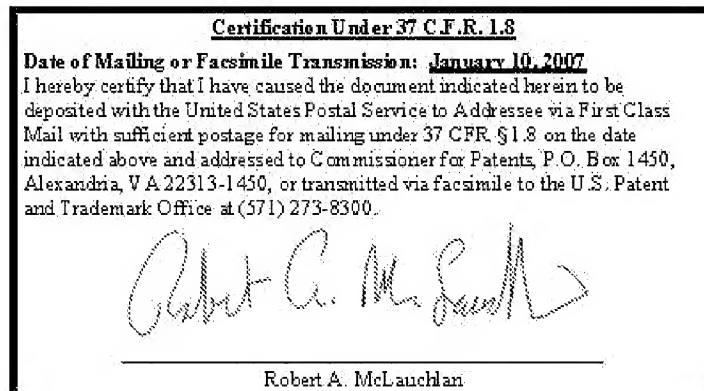 Certification Under 37 C.F.R. 1.8
Date of Mailing or Facsimile Transmission: January 10, 2007
I hereby certify that I have caused the document indicated herein to be
deposited with the United States Postal Service to Addressee via First Class
Mail with sufficient postage for mailing under 37 CFR §1.8 on the date
indicated above and addressed to Commissioner for Patents, P.O. Box 1450,
Alexandria, VA 22313-1450, or transmitted via facsimile to the U.S. Patent
and Trademark Office at (571) 273-8300.
Robert A. McLauchlan
Robert A. McLauchlan